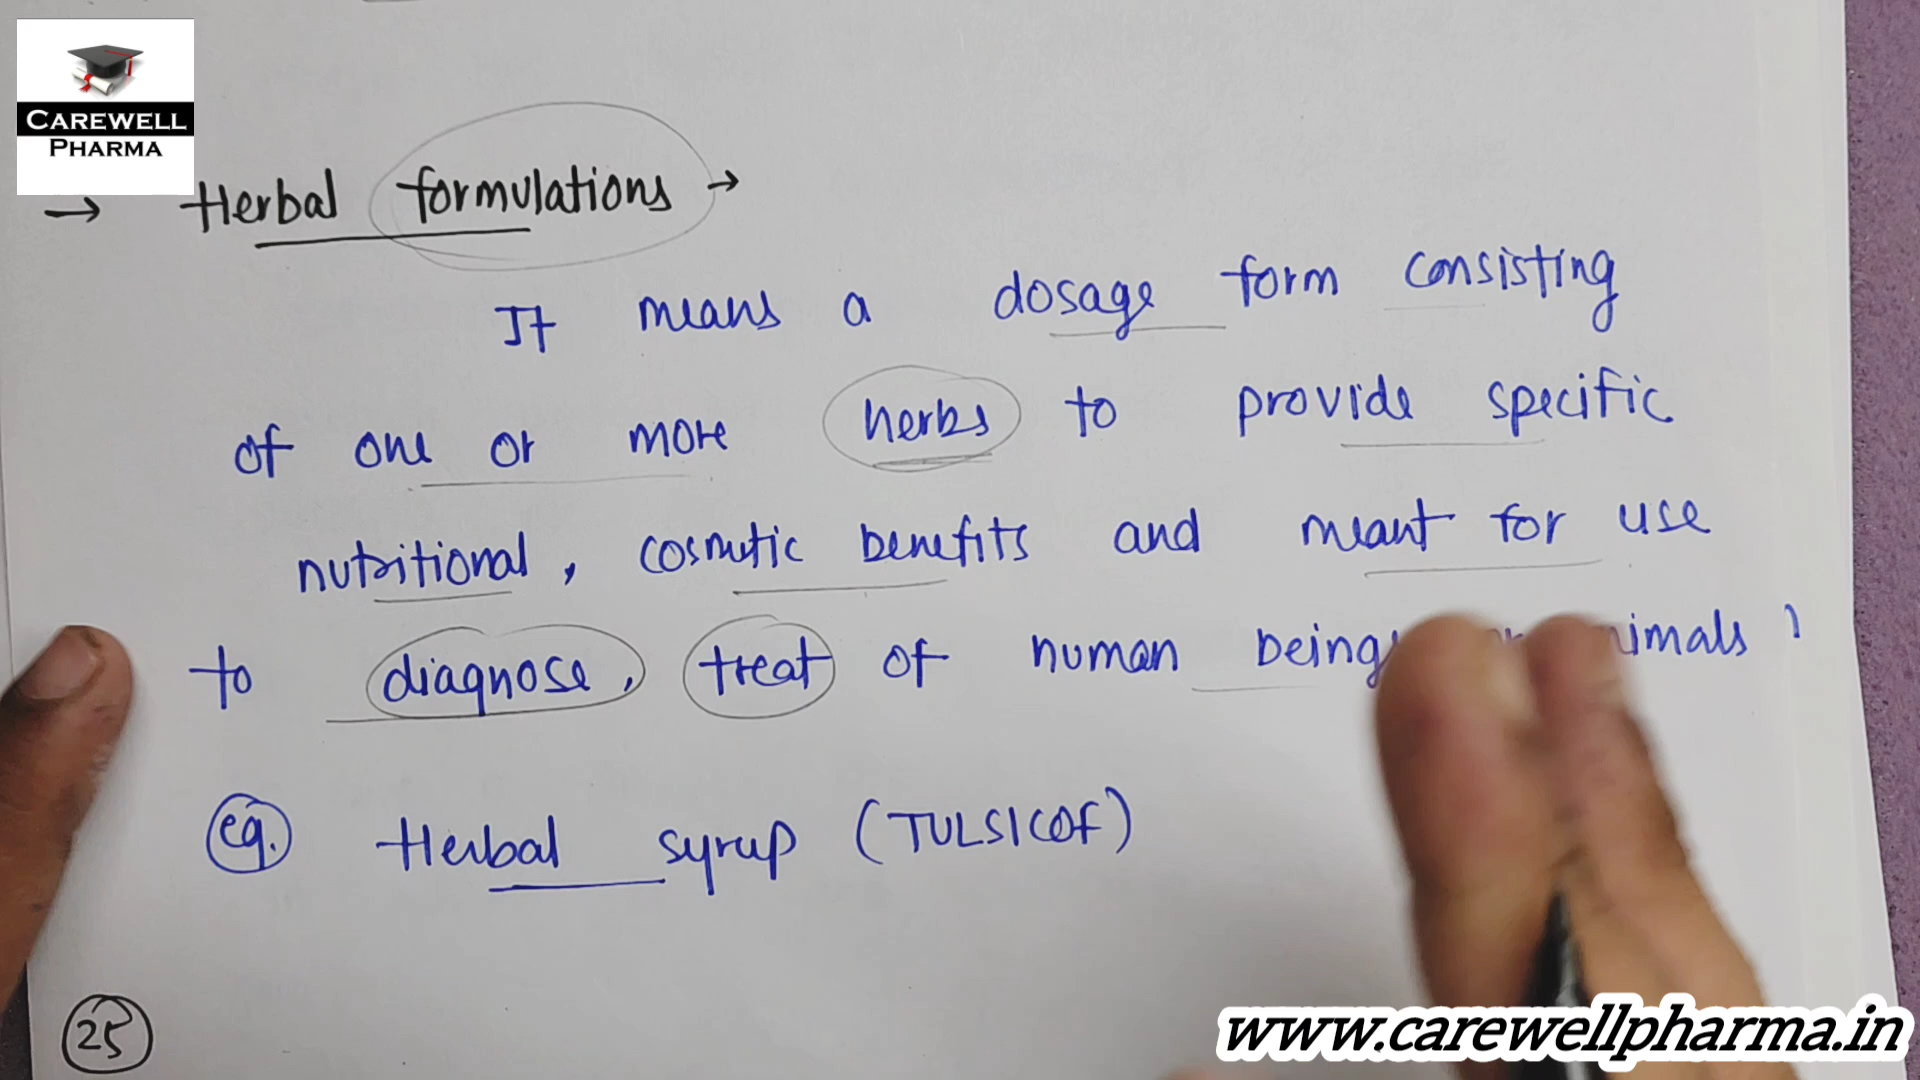 CAREWELL
PHARMA
→ Herbal formulations →
It means a dosage form consisting
of one or more herbs to provide specific
nutritional, cosmetic benefits and meant for use
to diagnose, treat of human beings
eg. Herbal syrup (TULSICOF)
25
www.carewellpharma.in